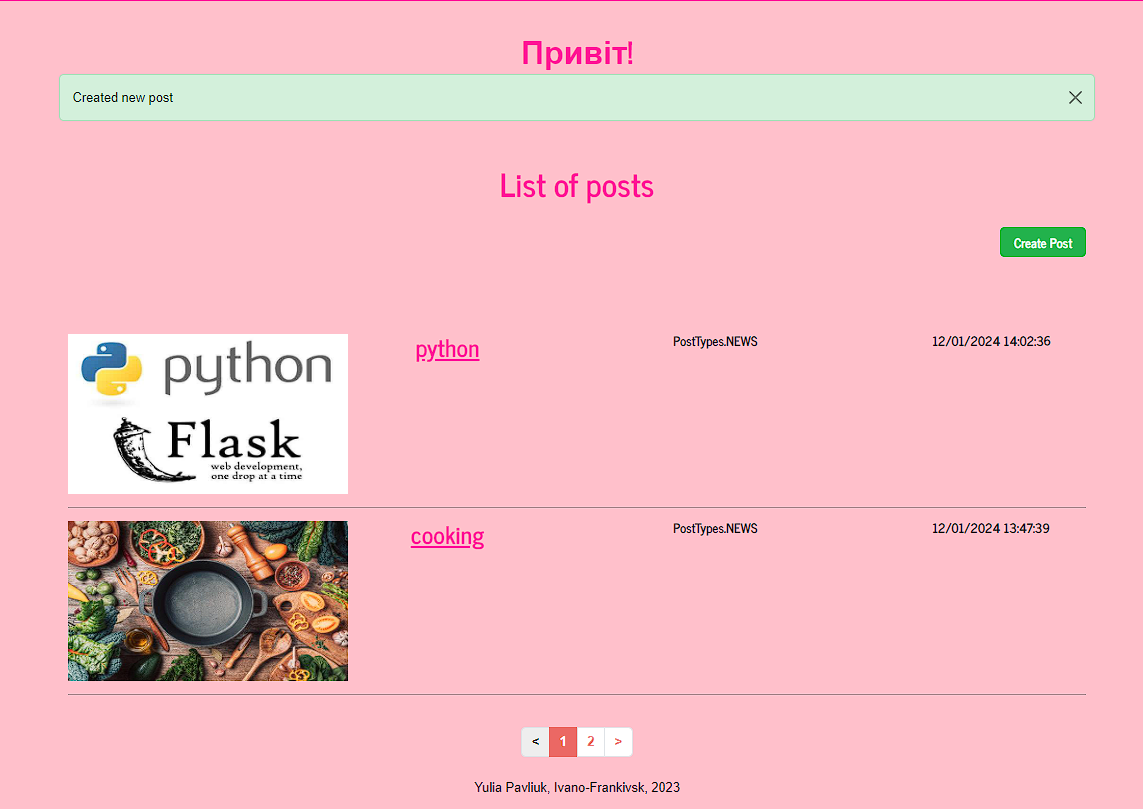 Привіт!
Created new post
List of posts
Create Post
python
Flask
web development,
one drop at a time
python
PostTypes.NEWS
12/01/2024 14:02:36
cooking
PostTypes.NEWS
12/01/2024 13:47:39
< 1 2 >
Yulia Pavliuk, Ivano-Frankivsk, 2023